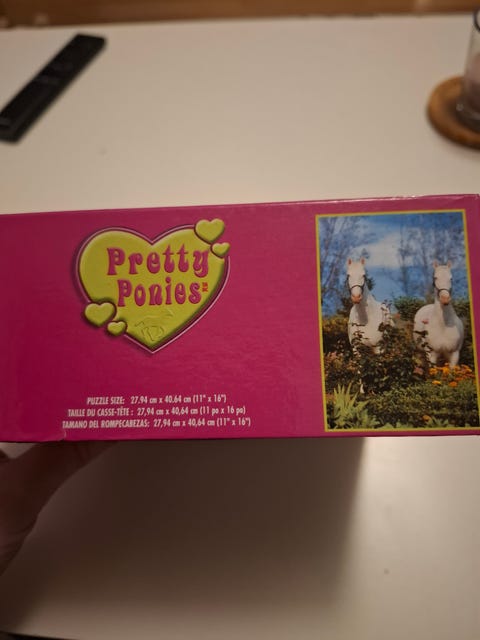 Pretty
Ponies
PUZZLE SIZE: 27.94 cm x 40.64 cm (11" x 16")
TAILLE DU CASSE-TÊTE : 27,94 cm x 40,64 cm (11 po x 16 po)
TAMANO DEL ROMPECABEZAS: 27,94 cm x 40,64 cm (11" x 16")